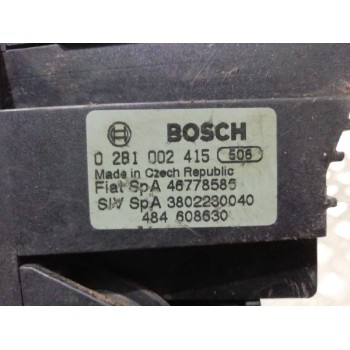 BOSCH
0 281 002 415 506
Made in Czech Republic
Fiat SpA 46778586
SIV SpA 3802230040
484 608630